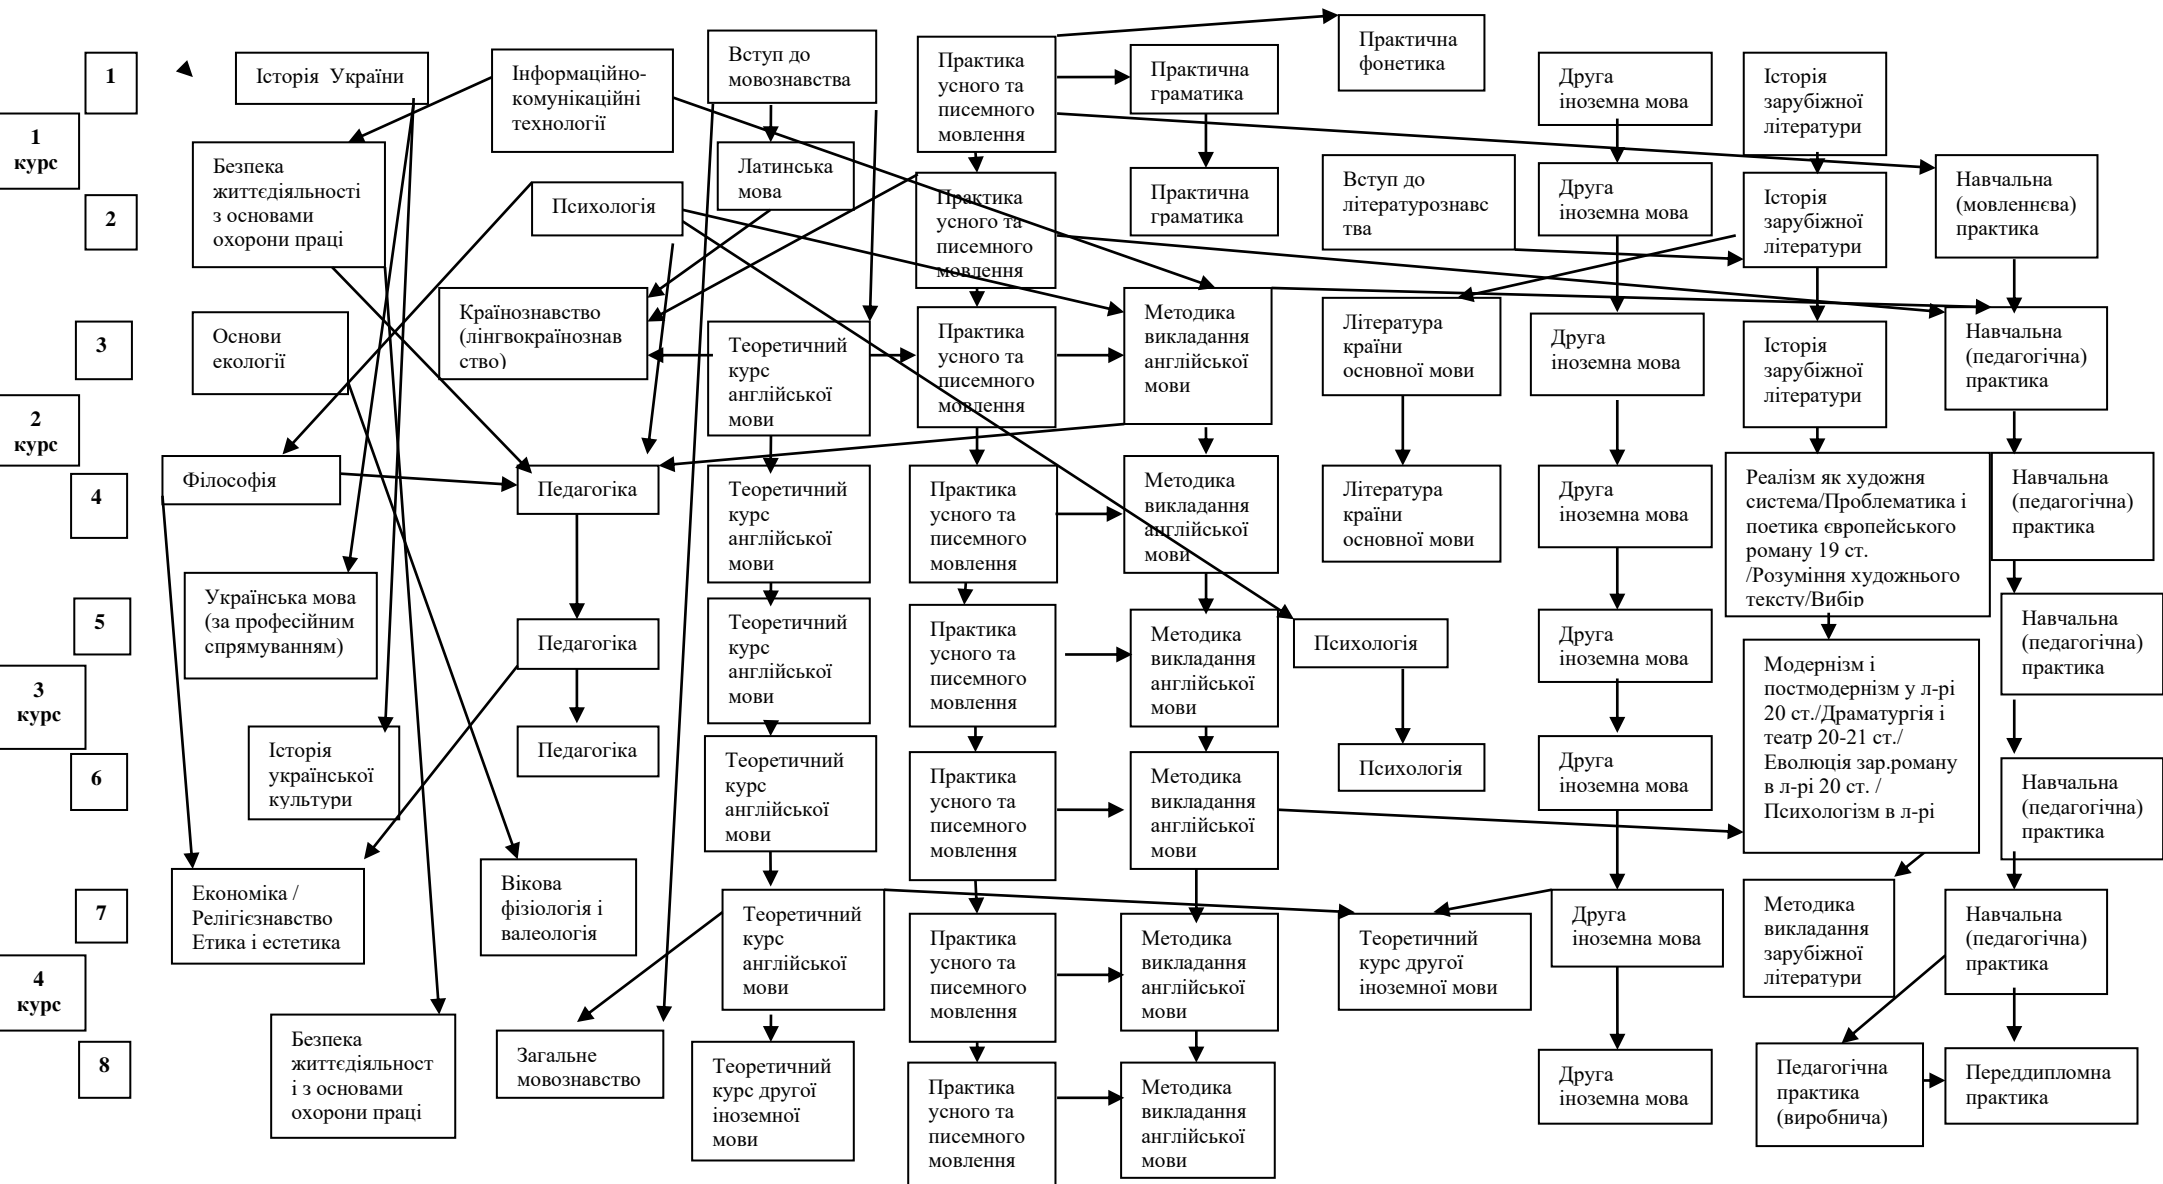 1
1
курс
2
3
2
курс
4
5
3
курс
6
7
4
курс
8
Історія  України
Інформаційно-
комунікаційні
технології
Вступ до
мовознавства
Практика
усного та
писемного
мовлення
Практична
граматика
Практична
фонетика
Друга
іноземна мова
Історія
зарубіжної
літератури
Безпека
життєдіяльності
з основами
охорони праці
Психологія
Латинська
мова
Практика
усного та
писемного
мовлення
Практична
граматика
Вступ до
літературознавс
тва
Друга
іноземна мова
Історія
зарубіжної
літератури
Навчальна
(мовленнєва)
практика
Основи
екології
Країнознавство
(лінгвокраїнознав
ство)
Теоретичний
курс
англійської
мови
Практика
усного та
писемного
мовлення
Методика
викладання
англійської
мови
Література
країни
основної мови
Друга
іноземна мова
Історія
зарубіжної
літератури
Навчальна
(педагогічна)
практика
Філософія
Педагогіка
Теоретичний
курс
англійської
мови
Практика
усного та
писемного
мовлення
Методика
викладання
англійської
мови
Література
країни
основної мови
Друга
іноземна мова
Реалізм як художня
система/Проблематика і
поетика європейського
роману 19 ст.
/Розуміння художнього
тексту/Вибір
Навчальна
(педагогічна)
практика
Українська мова
(за професійним
спрямуванням)
Педагогіка
Теоретичний
курс
англійської
мови
Практика
усного та
писемного
мовлення
Методика
викладання
англійської
мови
Психологія
Друга
іноземна мова
Модернізм і
постмодернізм у л-рі
20 ст./Драматургія і
театр 20-21 ст./
Еволюція зар.роману
в л-рі 20 ст. /
Психологізм в л-рі
Навчальна
(педагогічна)
практика
Історія
української
культури
Педагогіка
Теоретичний
курс
англійської
мови
Практика
усного та
писемного
мовлення
Методика
викладання
англійської
мови
Психологія
Друга
іноземна мова
Навчальна
(педагогічна)
практика
Економіка /
Релігієзнавство
Етика і естетика
Вікова
фізіологія і
валеологія
Теоретичний
курс
англійської
мови
Практика
усного та
писемного
мовлення
Методика
викладання
англійської
мови
Теоретичний
курс другої
іноземної мови
Друга
іноземна мова
Методика
викладання
зарубіжної
літератури
Навчальна
(педагогічна)
практика
Безпека
життєдіяльност
і з основами
охорони праці
Загальне
мовознавство
Теоретичний
курс другої
іноземної
мови
Практика
усного та
писемного
мовлення
Методика
викладання
англійської
мови
Друга
іноземна мова
Педагогічна
практика
(виробнича)
Переддипломна
практика